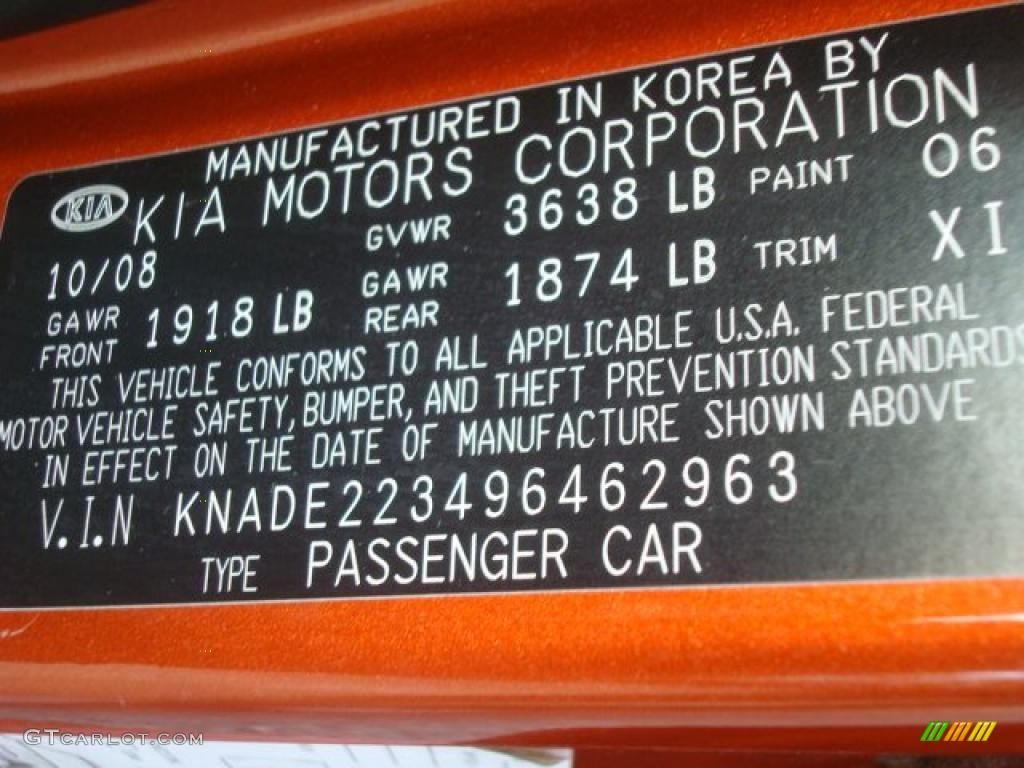 MANUFACTURED IN KOREA BY
KIA KIA MOTORS CORPORATION
10/08 GVWR 3638 LB PAINT 06
GAWR FRONT 1918 LB GAWR REAR 1874 LB TRIM XI
THIS VEHICLE CONFORMS TO ALL APPLICABLE U.S.A. FEDERAL
MOTOR VEHICLE SAFETY, BUMPER, AND THEFT PREVENTION STANDARDS
IN EFFECT ON THE DATE OF MANUFACTURE SHOWN ABOVE
V.I.N KNADE223496462963
TYPE PASSENGER CAR
GTCARLOT.COM